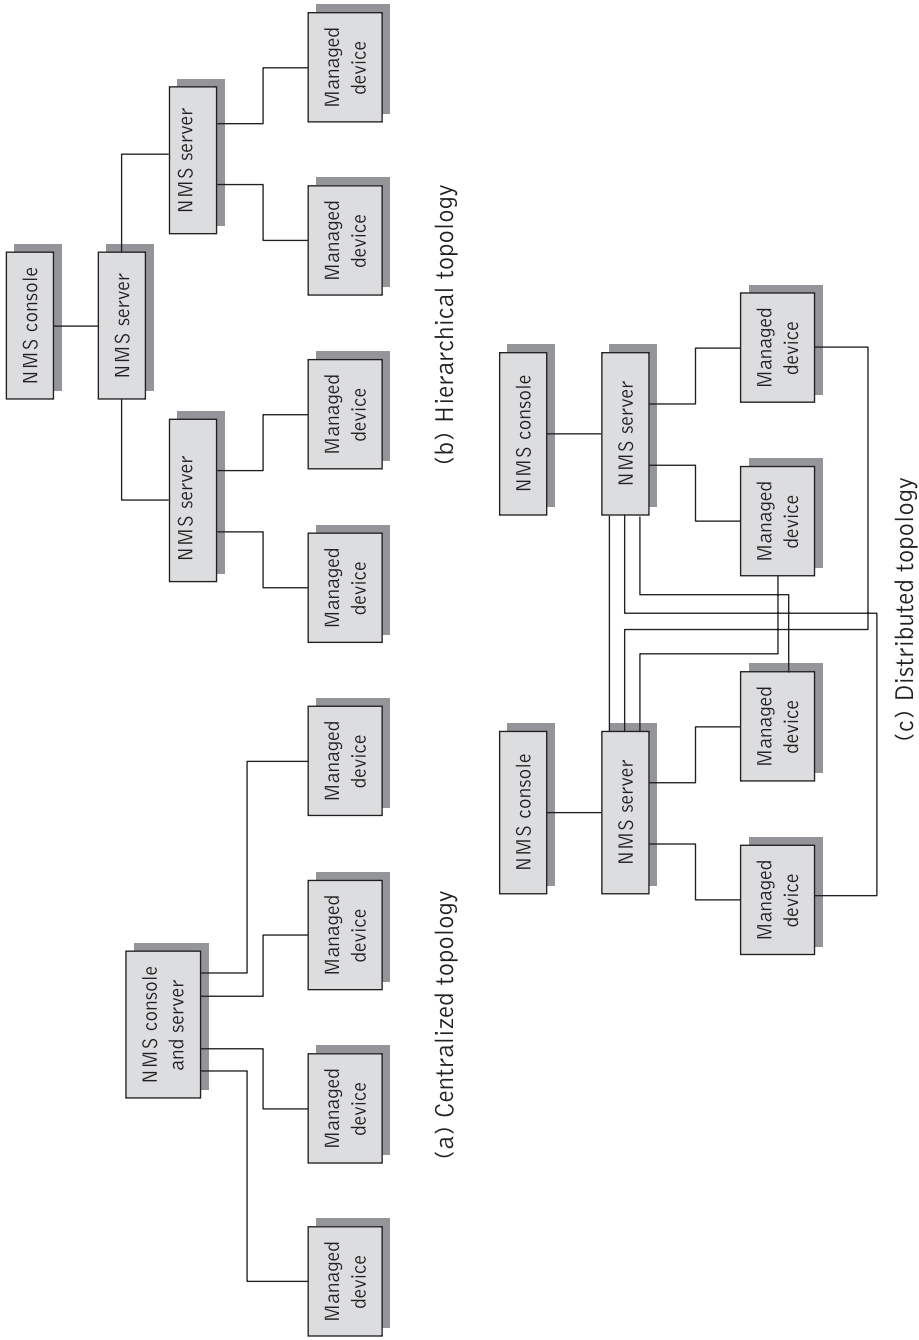 NMS console
and server
Managed
device
Managed
device
Managed
device
Managed
device
(a) Centralized topology
NMS console
NMS server
NMS server
NMS server
Managed
device
Managed
device
Managed
device
Managed
device
(b) Hierarchical topology
NMS console
NMS console
NMS server
NMS server
Managed
device
Managed
device
Managed
device
Managed
device
(c) Distributed topology